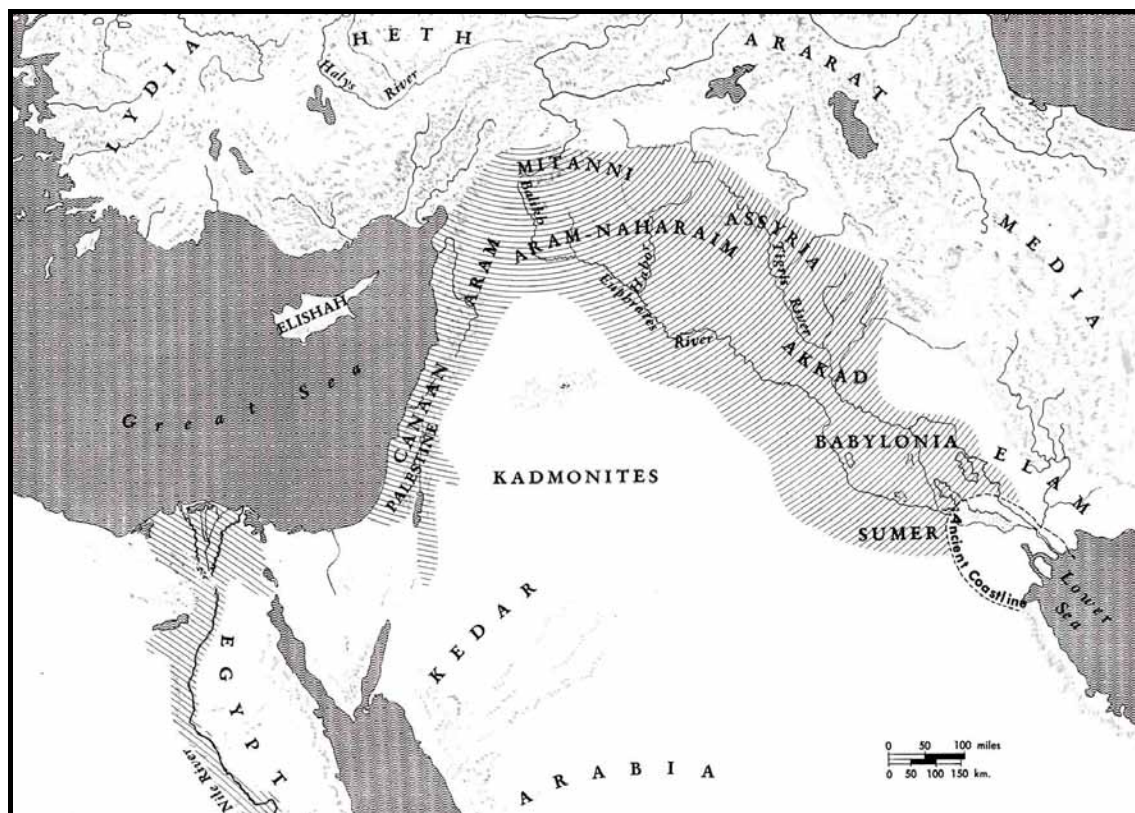 LYDIA
HETH
Halys River
ARARAT
MITANNI
Balikh
ASSYRIA
ARAM-NAHARAIM
Habor
Tigris River
MEDIA
ARAM
Euphrates River
ELISHAH
AKKAD
Great Sea
CANAAN
PALESTINE
BABYLONIA
ELAM
KADMONITES
SUMER
Ancient Coastline
Lower Sea
KEDAR
EGYPT
Nile River
ARABIA
0 50 100 miles
0 50 100 150 km.